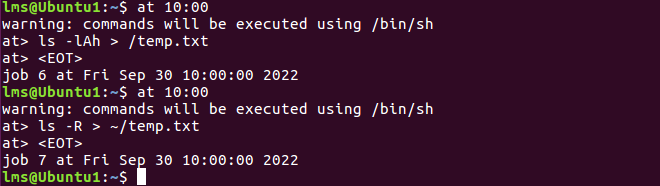 lms@Ubuntu1:~$ at 10:00
warning: commands will be executed using /bin/sh
at> ls -lAh > /temp.txt
at> <EOT>
job 6 at Fri Sep 30 10:00:00 2022
lms@Ubuntu1:~$ at 10:00
warning: commands will be executed using /bin/sh
at> ls -R > ~/temp.txt
at> <EOT>
job 7 at Fri Sep 30 10:00:00 2022
lms@Ubuntu1:~$